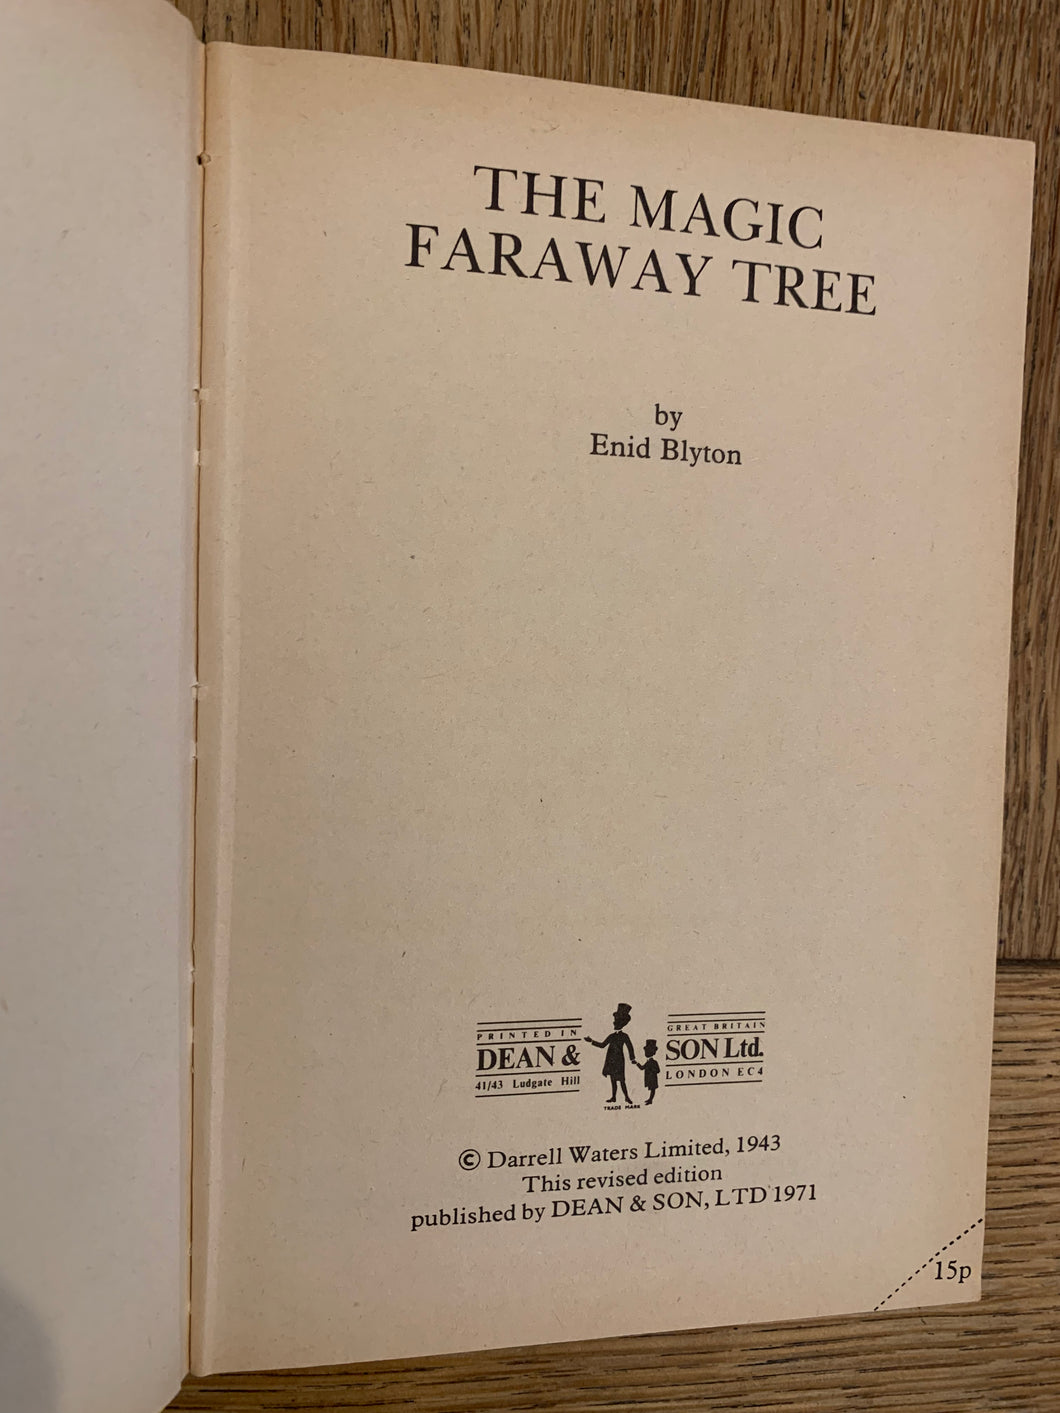 THE MAGIC
FARAWAY TREE
by
Enid Blyton
PRINTED IN GREAT BRITAIN
DEAN & SON Ltd.
41/43 Ludgate Hill LONDON EC4
TRADE MARK
© Darrell Waters Limited, 1943
This revised edition
published by DEAN & SON, LTD 1971
15p